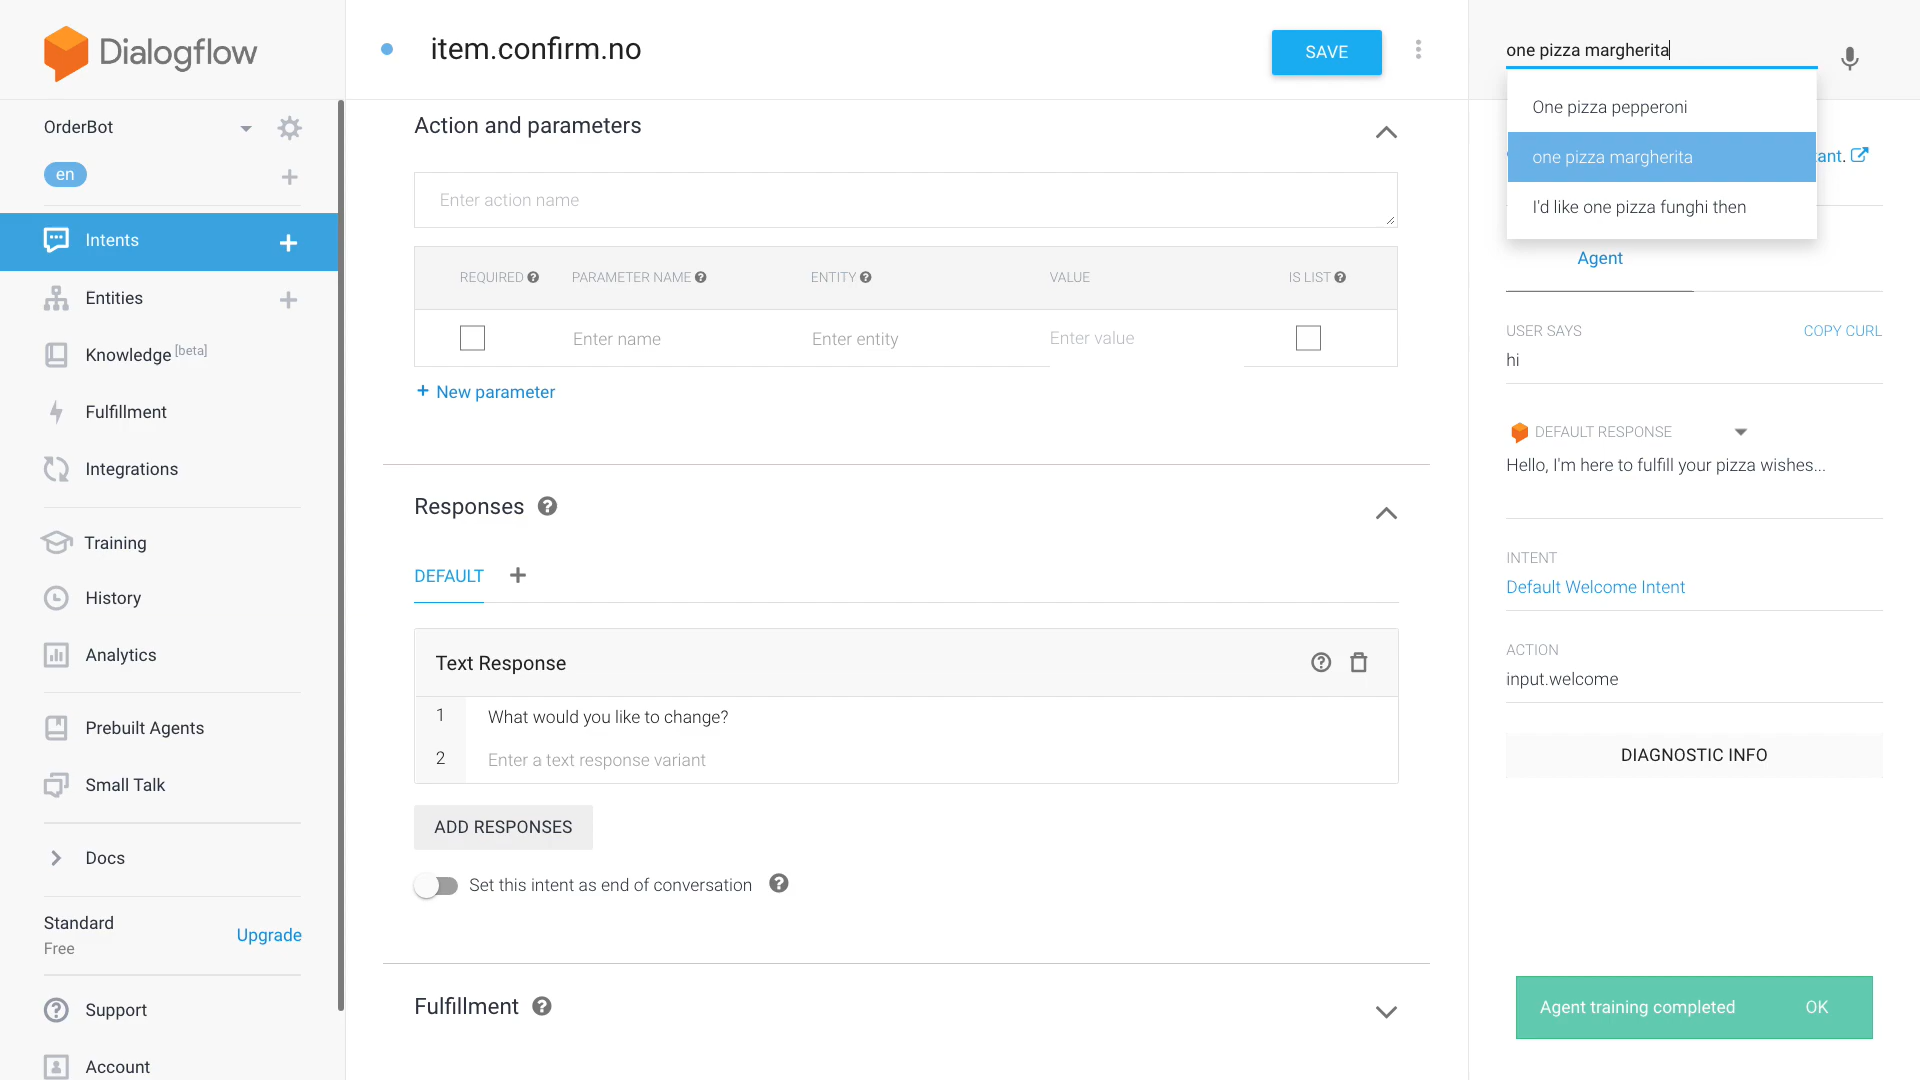 Dialogflow
OrderBot
en
Intents
Entities
Knowledge [beta]
Fulfillment
Integrations
Training
History
Analytics
Prebuilt Agents
Small Talk
Docs
Standard
Free
Upgrade
Support
Account
item.confirm.no
SAVE
Action and parameters
Enter action name
REQUIRED PARAMETER NAME ENTITY VALUE IS LIST
Enter name Enter entity Enter value
+ New parameter
Responses
DEFAULT +
Text Response
1 What would you like to change?
2 Enter a text response variant
ADD RESPONSES
Set this intent as end of conversation
Fulfillment
one pizza margherita
One pizza pepperoni
one pizza margherita
I'd like one pizza funghi then
Agent
USER SAYS COPY CURL
hi
DEFAULT RESPONSE
Hello, I'm here to fulfill your pizza wishes...
INTENT
Default Welcome Intent
ACTION
input.welcome
DIAGNOSTIC INFO
Agent training completed OK